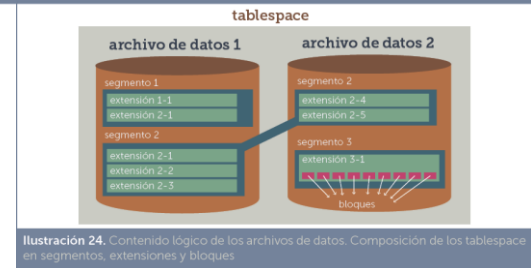 tablespace
archivo de datos 1
segmento 1
extensión 1-1
extensión 2-1
segmento 2
extensión 2-1
extensión 2-2
extensión 2-3
archivo de datos 2
segmento 2
extensión 2-4
extensión 2-5
segmento 3
extensión 3-1
bloques
Ilustración 24. Contenido lógico de los archivos de datos. Composición de los tablespace
en segmentos, extensiones y bloques